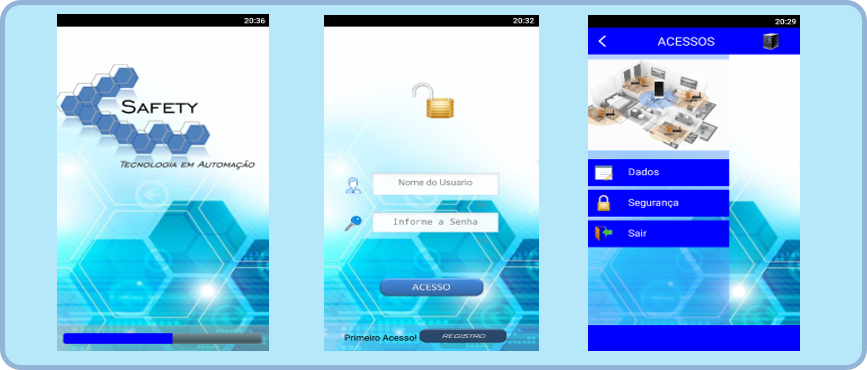 20:36
SAFETY
TECNOLOGIA EM AUTOMAÇÃO
20:32
Nome do Usuario
Informe a Senha
ACESSO
Primeiro Acesso! REGISTRO
20:29
ACESSOS
Dados
Segurança
Sair